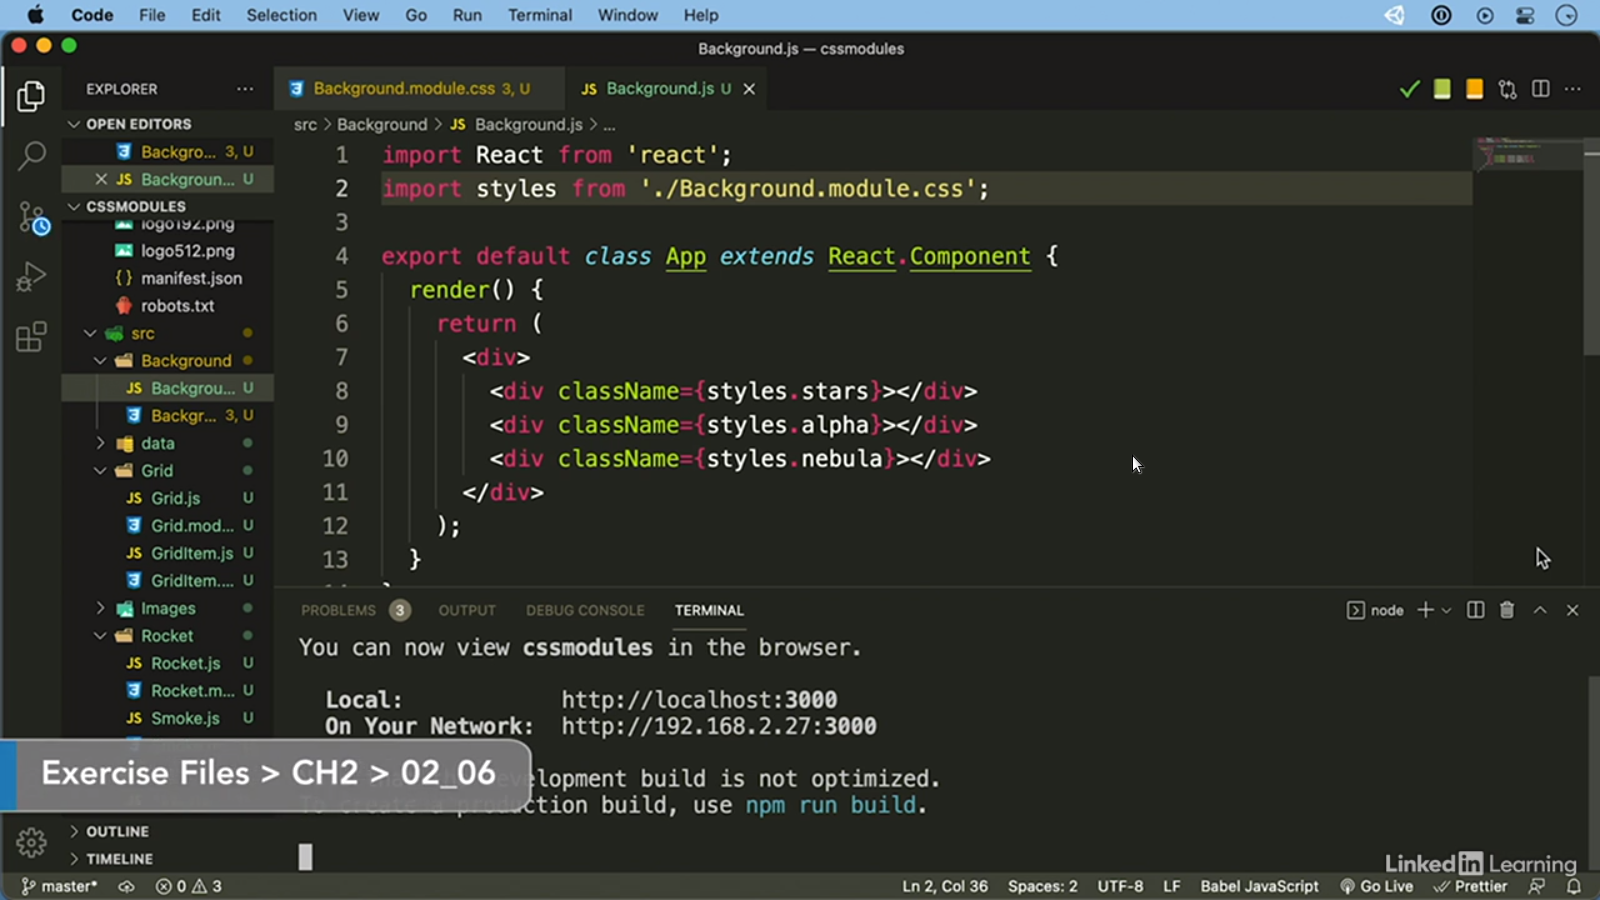 Code File Edit Selection View Go Run Terminal Window Help
Background.js — cssmodules
EXPLORER
Background.module.css 3, U
JS Background.js U
OPEN EDITORS
src > Background > JS Background.js > ...
Backgro... 3, U
JS Backgroun... U
CSSMODULES
logo192.png
logo512.png
{} manifest.json
robots.txt
src
Background
JS Backgrou... U
Backgr... 3, U
data
Grid
JS Grid.js U
Grid.mod... U
JS GridItem.js U
GridItem.... U
Images
Rocket
JS Rocket.js U
Rocket.m... U
JS Smoke.js U
OUTLINE
TIMELINE
1 import React from 'react';
2 import styles from './Background.module.css';
3
4 export default class App extends React.Component {
5 render() {
6 return (
7 <div>
8 <div className={styles.stars}></div>
9 <div className={styles.alpha}></div>
10 <div className={styles.nebula}></div>
11 </div>
12 );
13 }
PROBLEMS 3 OUTPUT DEBUG CONSOLE TERMINAL
node
You can now view cssmodules in the browser.
Local: http://localhost:3000
On Your Network: http://192.168.2.27:3000
Exercise Files > CH2 > 02_06
development build is not optimized.
To create a production build, use npm run build.
LinkedIn Learning
master* 0 3 Ln 2, Col 36 Spaces: 2 UTF-8 LF Babel JavaScript Go Live Prettier